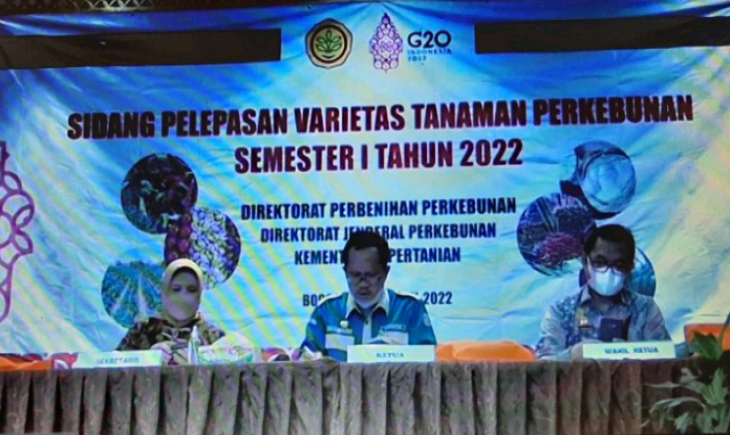 G20
INDONESIA
2022
SIDANG PELEPASAN VARIETAS TANAMAN PERKEBUNAN
SEMESTER I TAHUN 2022
DIREKTORAT PERBENIHAN PERKEBUNAN
DIREKTORAT JENDERAL PERKEBUNAN
PERTANIAN
2022
SEKRETARIS
KETUA
WAKIL KETUA